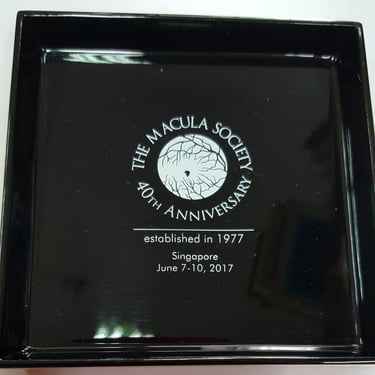 THE MACULA SOCIETY
40TH ANNIVERSARY
established in 1977
Singapore
June 7-10, 2017